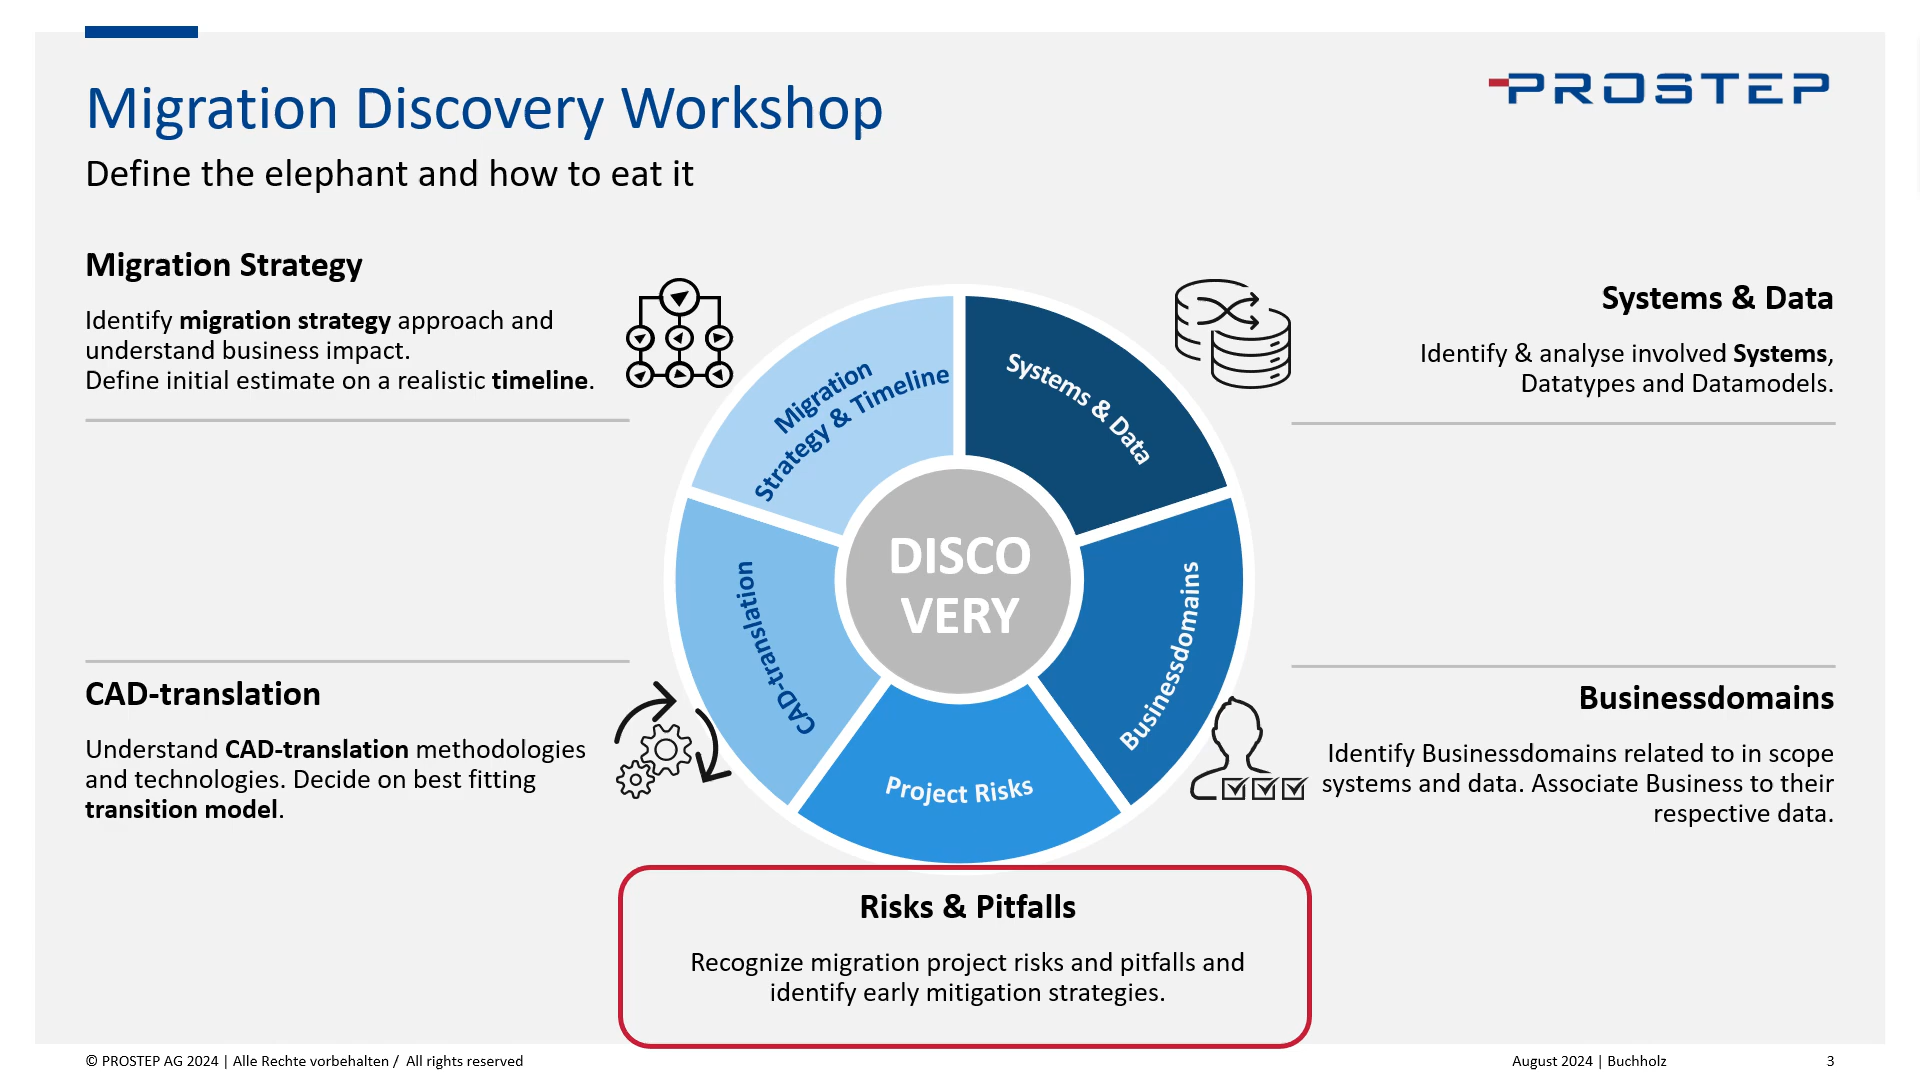 PROSTEP
Migration Discovery Workshop
Define the elephant and how to eat it
Migration Strategy
Identify migration strategy approach and
understand business impact.
Define initial estimate on a realistic timeline.
Systems & Data
Identify & analyse involved Systems,
Datatypes and Datamodels.
Migration
Strategy & Timeline
Systems & Data
DISCO
VERY
CAD-translation
Businessdomains
Project Risks
CAD-translation
Understand CAD-translation methodologies
and technologies. Decide on best fitting
transition model.
Businessdomains
Identify Businessdomains related to in scope
systems and data. Associate Business to their
respective data.
Risks & Pitfalls
Recognize migration project risks and pitfalls and
identify early mitigation strategies.
© PROSTEP AG 2024 | Alle Rechte vorbehalten / All rights reserved
August 2024 | Buchholz
3